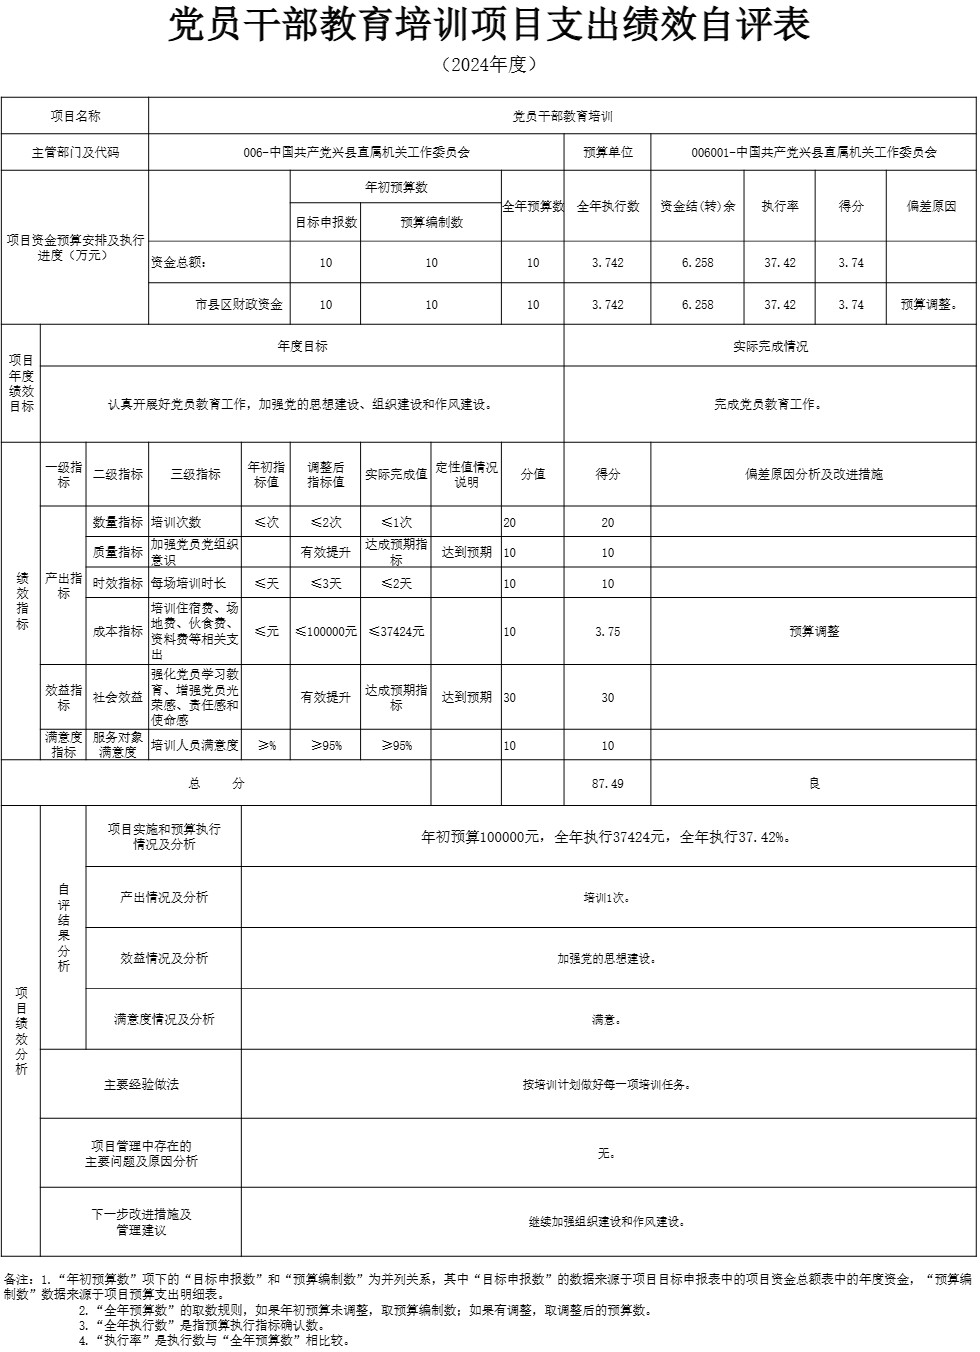 党员干部教育培训项目支出绩效自评表
（2024年度）
项目名称
党员干部教育培训
主管部门及代码
006-中国共产党兴县直属机关工作委员会
预算单位
006001-中国共产党兴县直属机关工作委员会
项目资金预算安排及执行
进度（万元）
年初预算数
目标申报数
预算编制数
全年预算数
全年执行数
资金结(转)余
执行率
得分
偏差原因
资金总额：
10
10
10
3.742
6.258
37.42
3.74
市县区财政资金
10
10
10
3.742
6.258
37.42
3.74
预算调整。
项目
年度
绩效
目标
年度目标
实际完成情况
认真开展好党员教育工作，加强党的思想建设、组织建设和作风建设。
完成党员教育工作。
绩
效
指
标
一级指
标
二级指标
三级指标
年初指
标值
调整后
指标值
实际完成值
定性值情况
说明
分值
得分
偏差原因分析及改进措施
产出指
标
数量指标
培训次数
≤次
≤2次
≤1次
20
20
质量指标
加强党员党组织
意识
有效提升
达成预期指
标
达到预期
10
10
时效指标
每场培训时长
≤天
≤3天
≤2天
10
10
成本指标
培训住宿费、场
地费、伙食费、
资料费等相关支
出
≤元
≤100000元
≤37424元
10
3.75
预算调整
效益指
标
社会效益
强化党员学习教
育、增强党员光
荣感、责任感和
使命感
有效提升
达成预期指
标
达到预期
30
30
满意度
指标
服务对象
满意度
培训人员满意度
≥%
≥95%
≥95%
10
10
总 分
87.49
良
项
目
绩
效
分
析
自
评
结
果
分
析
项目实施和预算执行
情况及分析
年初预算100000元，全年执行37424元，全年执行37.42%。
产出情况及分析
培训1次。
效益情况及分析
加强党的思想建设。
满意度情况及分析
满意。
主要经验做法
按培训计划做好每一项培训任务。
项目管理中存在的
主要问题及原因分析
无。
下一步改进措施及
管理建议
继续加强组织建设和作风建设。
备注：1.“年初预算数”项下的“目标申报数”和“预算编制数”为并列关系，其中“目标申报数”的数据来源于项目目标申报表中的项目资金总额表中的年度资金，“预算编
制数”数据来源于项目预算支出明细表。
2.“全年预算数”的取数规则，如果年初预算未调整，取预算编制数；如果有调整，取调整后的预算数。
3.“全年执行数”是指预算执行指标确认数。
4.“执行率”是执行数与“全年预算数”相比较。